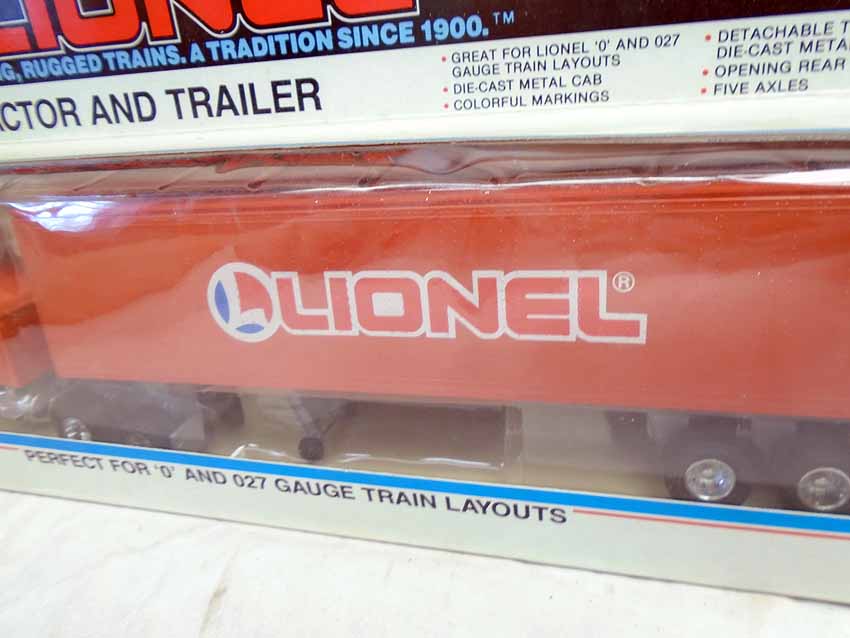 LIONEL
RUGGED TRAINS. A TRADITION SINCE 1900.™
AND TRAILER
• GREAT FOR LIONEL '0' AND 027
GAUGE TRAIN LAYOUTS
• DIE-CAST METAL CAB
• COLORFUL MARKINGS
• DETACHABLE
DIE-CAST
• OPENING REAR
• FIVE AXLES
LIONEL®
PERFECT FOR '0' AND 027 GAUGE TRAIN LAYOUTS